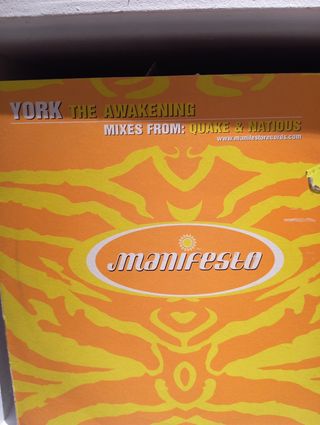 YORK THE AWAKENING
MIXES FROM: QUAKE & NATIOUS
www.manifestorecords.com
manifesto